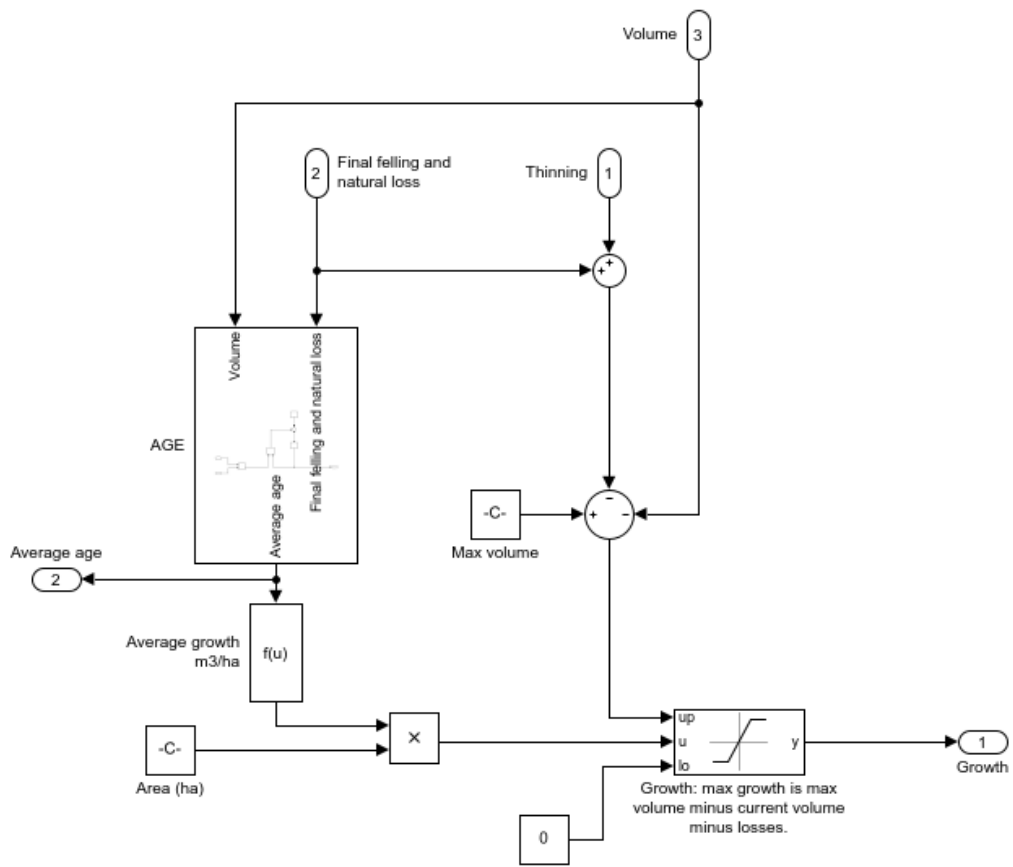 Volume
3
2
Final felling and
natural loss
Thinning
1
+
+
Volume
Final felling and natural loss
AGE
Average age
-C-
Max volume
+
−
−
Average age
2
Average growth
m3/ha
f(u)
-C-
Area (ha)
×
up
u
lo
y
1
Growth
Growth: max growth is max
volume minus current volume
minus losses.
0